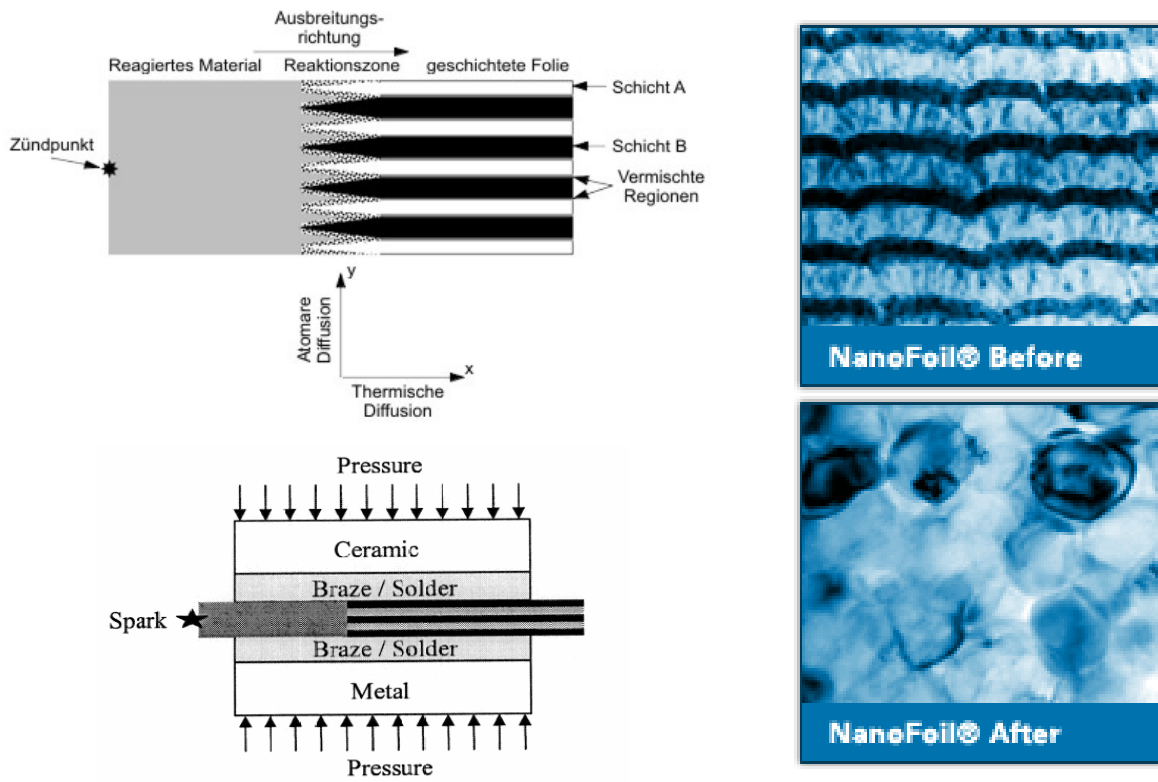 Ausbreitungs-
richtung
Reagiertes Material
Reaktionszone
geschichtete Folie
Schicht A
Zündpunkt
Schicht B
Vermischte
Regionen
y
Atomare
Diffusion
x
Thermische
Diffusion
Pressure
Ceramic
Braze / Solder
Spark
Braze / Solder
Metal
Pressure
NanoFoil® Before
NanoFoil® After